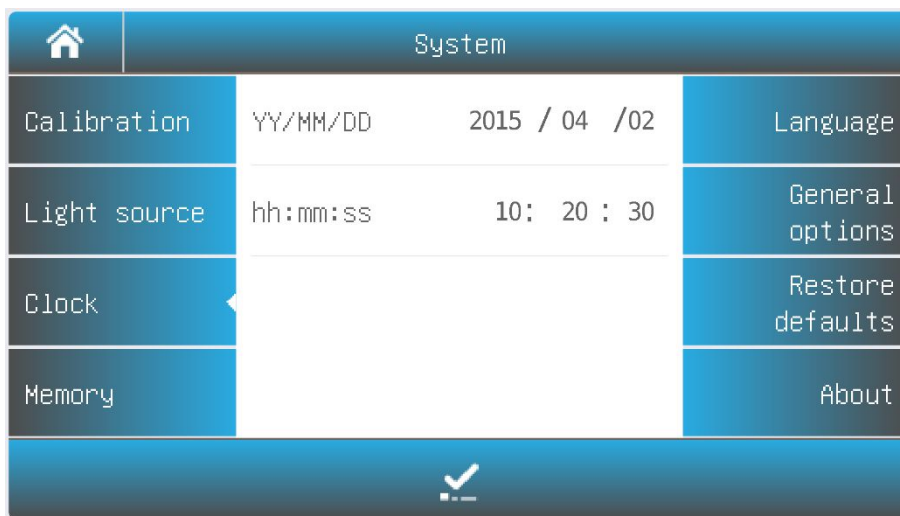 System
Calibration
YY/MM/DD 2015 / 04 /02
Language
Light source
hh:mm:ss 10: 20 : 30
General
options
Clock
Restore
defaults
Memory
About